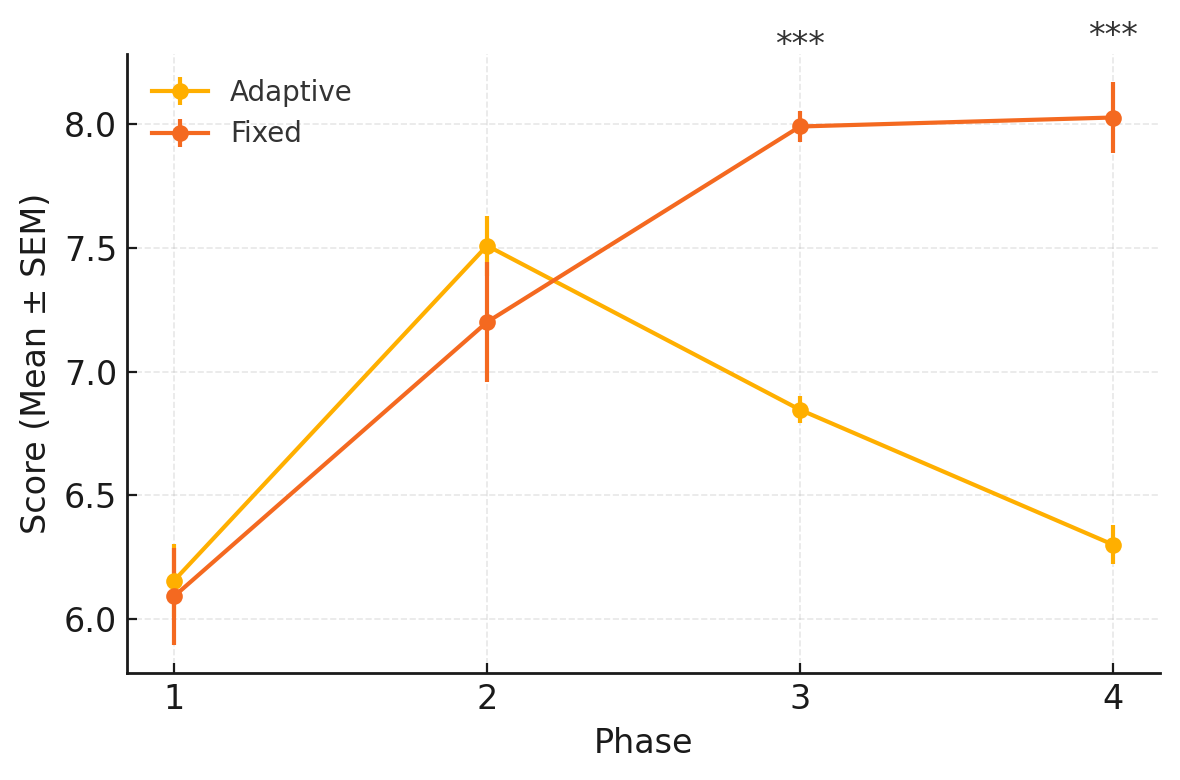 ***
***
Adaptive
Fixed
8.0
7.5
7.0
6.5
6.0
Score (Mean ± SEM)
1 2 3 4
Phase